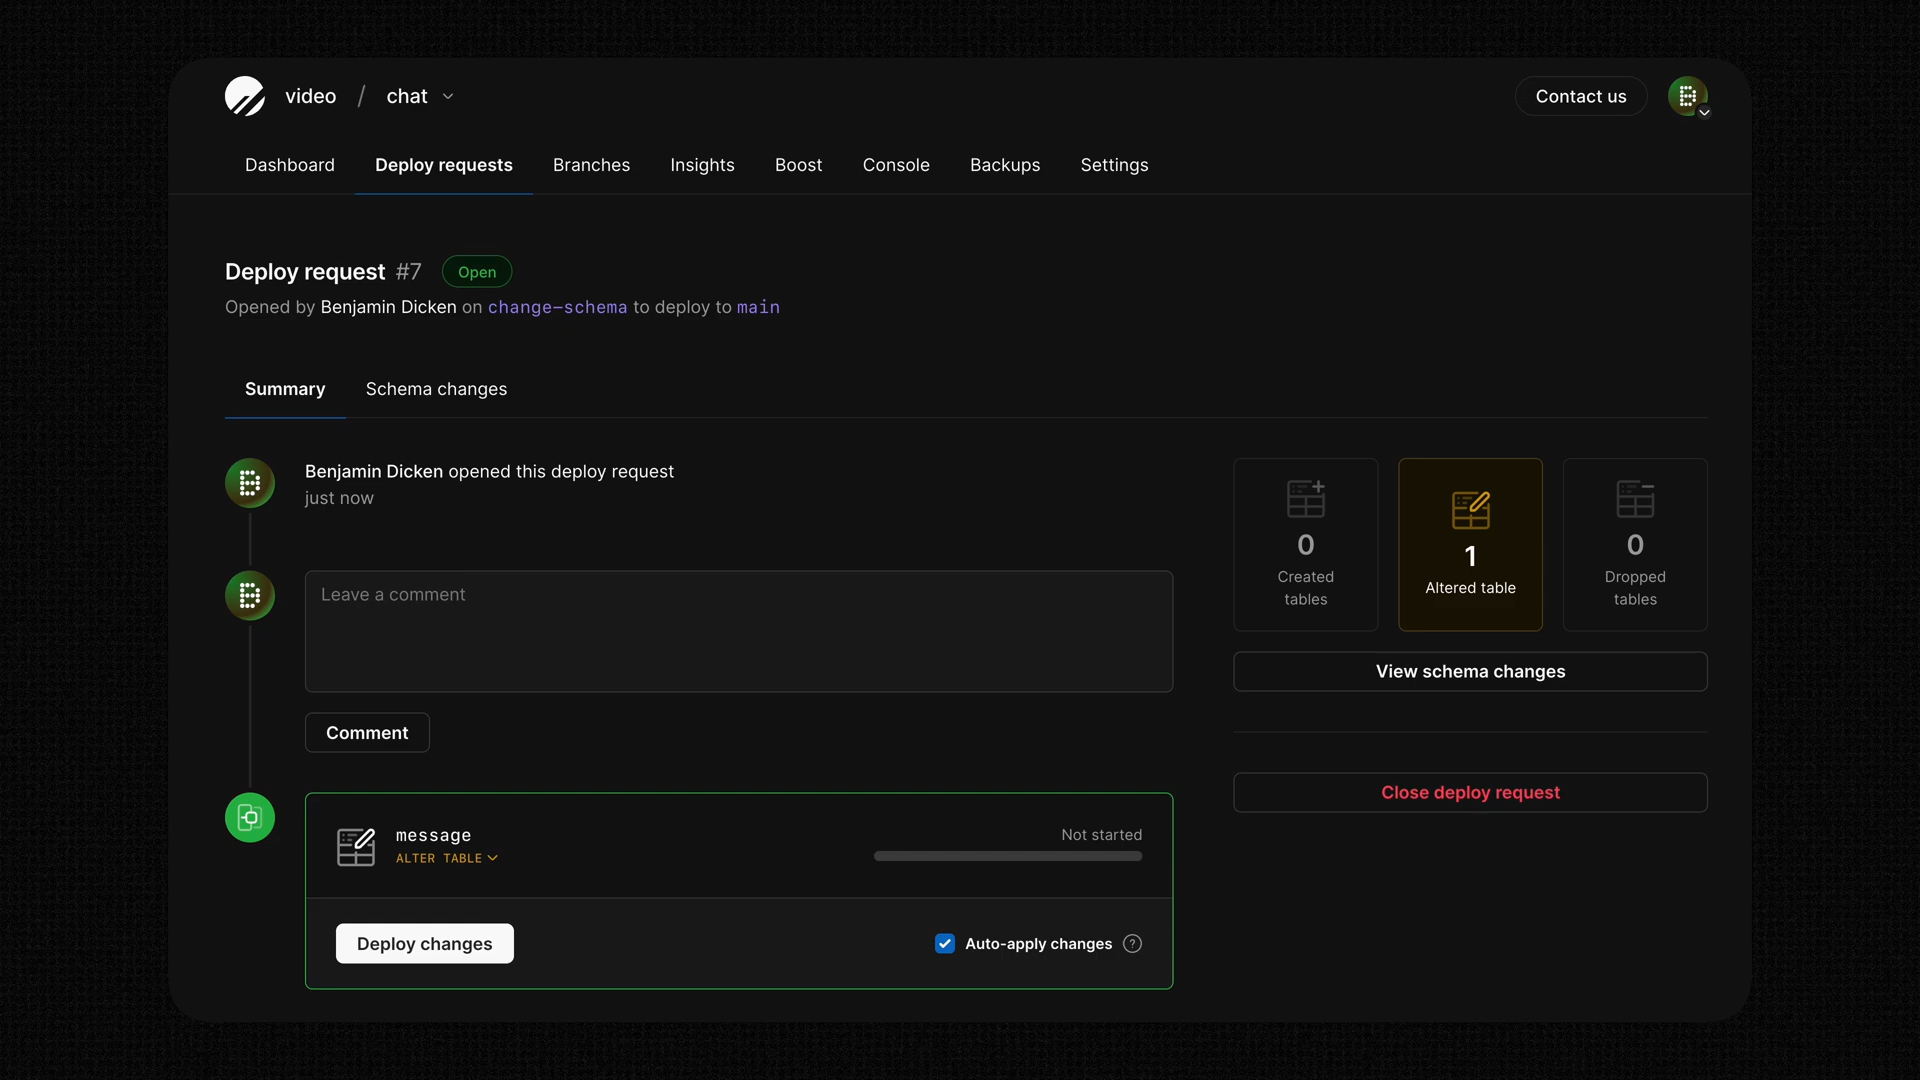 video / chat
Contact us
Dashboard
Deploy requests
Branches
Insights
Boost
Console
Backups
Settings
Deploy request #7
Open
Opened by Benjamin Dicken on change-schema to deploy to main
Summary
Schema changes
Benjamin Dicken opened this deploy request
just now
Leave a comment
Comment
message
ALTER TABLE
Not started
Deploy changes
Auto-apply changes ?
0
Created
tables
1
Altered table
0
Dropped
tables
View schema changes
Close deploy request